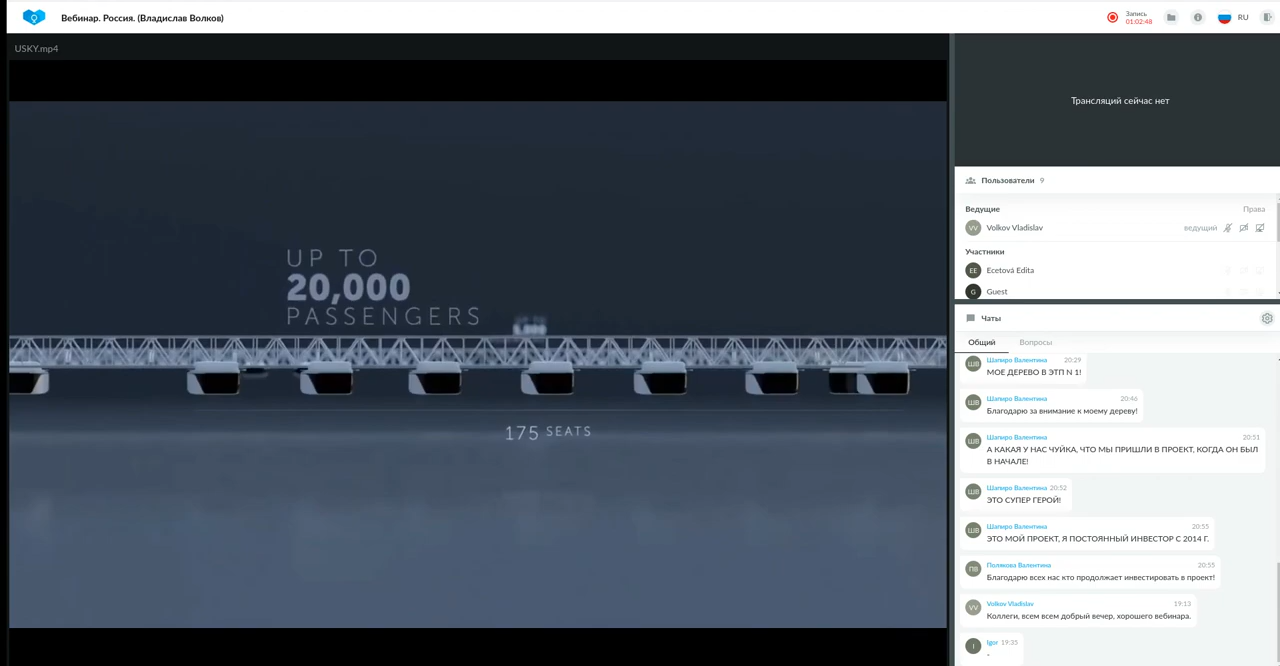 Вебинар. Россия. (Владислав Волков)
Запись
01:02:48
RU
USKY.mp4
UP TO
20,000
PASSENGERS
175 SEATS
Трансляций сейчас нет
Пользователи 9
Ведущие Права
VV Volkov Vladislav ведущий
Участники
EE Ecetová Edita
G Guest
Чаты
Общий Вопросы
ШВ Шапиро Валентина 20:29
МОЕ ДЕРЕВО В ЭТП N 1!
ШВ Шапиро Валентина 20:46
Благодарю за внимание к моему дереву!
ШВ Шапиро Валентина 20:51
А КАКАЯ У НАС ЧУЙКА, ЧТО МЫ ПРИШЛИ В ПРОЕКТ, КОГДА ОН БЫЛ
В НАЧАЛЕ!
ШВ Шапиро Валентина 20:52
ЭТО СУПЕР ГЕРОЙ!
ШВ Шапиро Валентина 20:55
ЭТО МОЙ ПРОЕКТ, Я ПОСТОЯННЫЙ ИНВЕСТОР С 2014 Г.
ПВ Полякова Валентина 20:55
Благодарю всех нас кто продолжает инвестировать в проект!
VV Volkov Vladislav 19:13
Коллеги, всем всем добрый вечер, хорошего вебинара.
I Igor 19:35
-